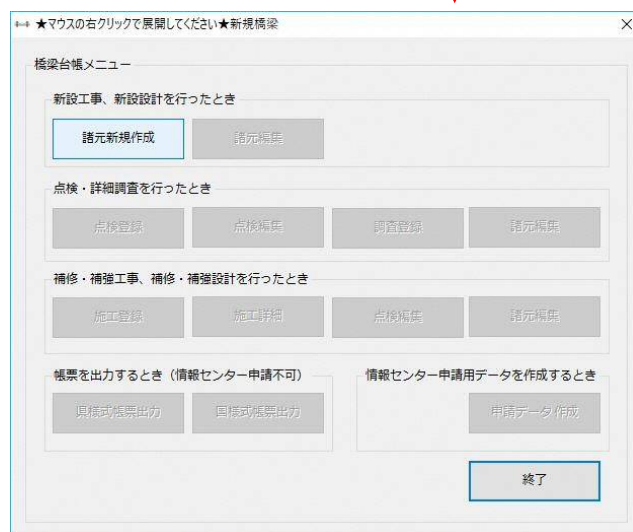 ★マウスの右クリックで展開してください★新規橋梁
橋梁台帳メニュー
新設工事、新設設計を行ったとき
諸元新規作成 諸元編集
点検・詳細調査を行ったとき
点検登録 点検編集 調査登録 諸元編集
補修・補強工事、補修・補強設計を行ったとき
施工登録 施工詳細 点検編集 諸元編集
帳票を出力するとき（情報センター申請不可） 情報センター申請用データを作成するとき
県様式帳票出力 国様式帳票出力 申請データ作成
終了